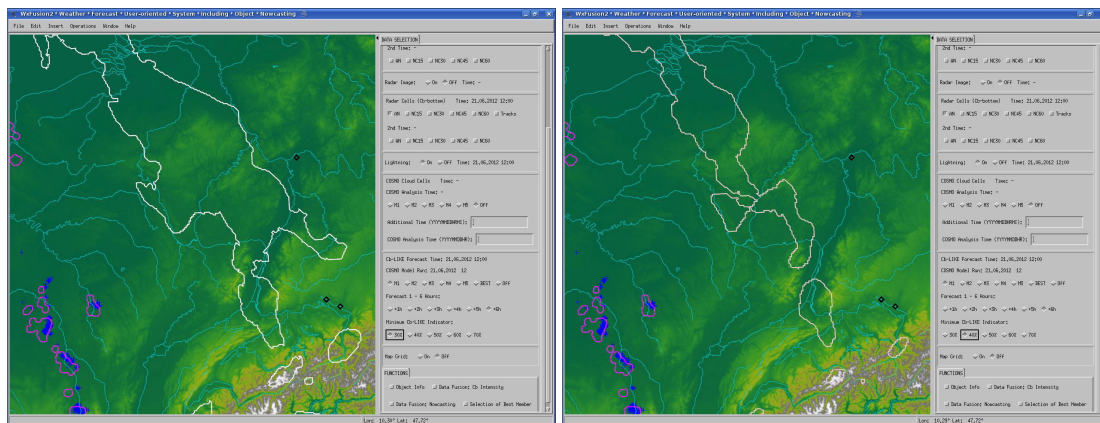 WxFusion2 * Weather * Forecast * User-oriented * System * Including * Object * Nowcasting
File Edit Insert Operations Window Help
DATA SELECTION
2nd Time: -
AN NC15 NC30 NC45 NC60
Radar Image: On Off Time: -
Radar Cells (Cb-bottom) Time: 21.06.2012 12:00
AN NC15 NC30 NC45 NC60 Tracks
2nd Time: -
AN NC15 NC30 NC45 NC60
Lightning: On Off Time: 21.06.2012 12:00
COSMO Cloud Cells Time: -
COSMO Analysis Time: -
M1 M2 M3 M4 M5 Off
Additional Time (YYYYMMDDHHMM):
COSMO Analysis Time (YYYYMMDDHH):
Cb-LIKE Forecast Time: 21.06.2012 12:00
COSMO Model Run: 21.06.2012 12
M1 M2 M3 M4 M5 BEST Off
Forecast 1 - 6 Hours:
+1h +2h +3h +4h +5h +6h
Minimum Cb-LIKE Indicator:
30% 40% 50% 60% 70%
Map Grid: On Off
FUNCTIONS
Object Info Data Fusion: Cb Intensity
Data Fusion: Nowcasting Selection of Best Member
Lon: 10,30° Lat: 47,72°
WxFusion2 * Weather * Forecast * User-oriented * System * Including * Object * Nowcasting
File Edit Insert Operations Window Help
DATA SELECTION
2nd Time: -
AN NC15 NC30 NC45 NC60
Radar Image: On Off Time: -
Radar Cells (Cb-bottom) Time: 21.06.2012 12:00
AN NC15 NC30 NC45 NC60 Tracks
2nd Time: -
AN NC15 NC30 NC45 NC60
Lightning: On Off Time: 21.06.2012 12:00
COSMO Cloud Cells Time: -
COSMO Analysis Time: -
M1 M2 M3 M4 M5 Off
Additional Time (YYYYMMDDHHMM):
COSMO Analysis Time (YYYYMMDDHH):
Cb-LIKE Forecast Time: 21.06.2012 12:00
COSMO Model Run: 21.06.2012 12
M1 M2 M3 M4 M5 BEST Off
Forecast 1 - 6 Hours:
+1h +2h +3h +4h +5h +6h
Minimum Cb-LIKE Indicator:
30% 40% 50% 60% 70%
Map Grid: On Off
FUNCTIONS
Object Info Data Fusion: Cb Intensity
Data Fusion: Nowcasting Selection of Best Member
Lon: 10,29° Lat: 47,72°